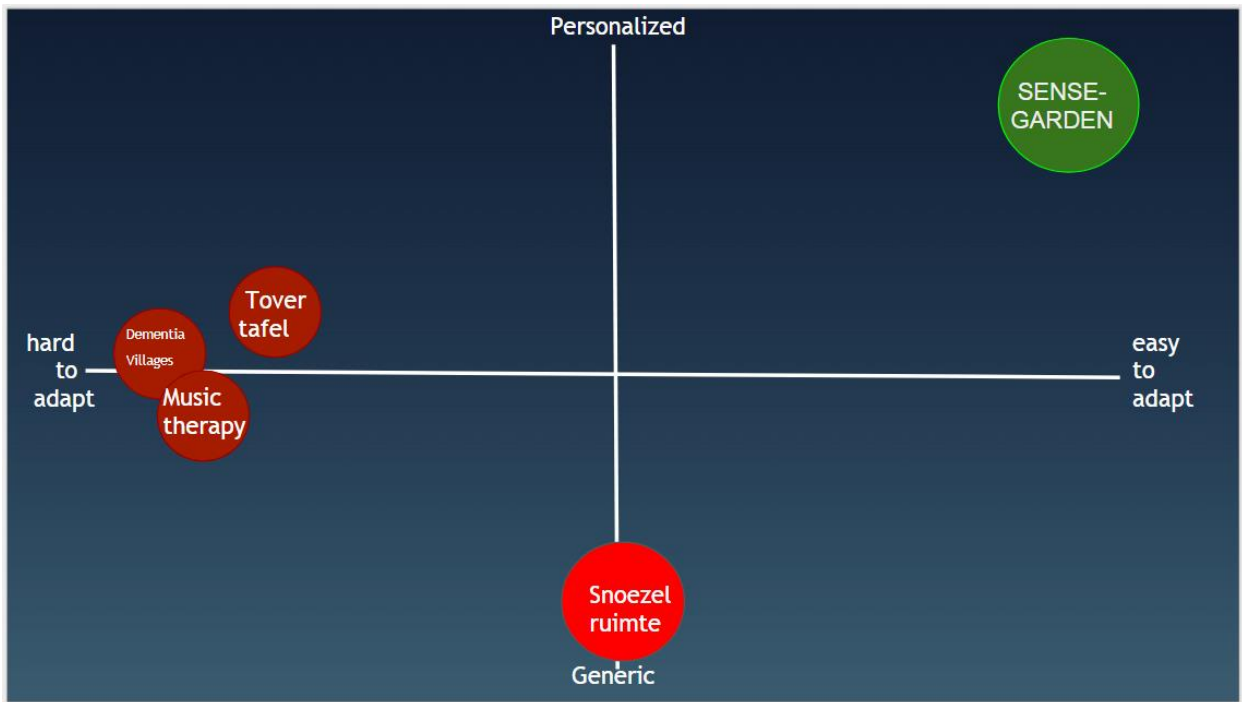 Personalized
SENSE-
GARDEN
Tover
tafel
Dementia
Villages
hard
to
adapt
easy
to
adapt
Music
therapy
Snoezel
ruimte
Generic